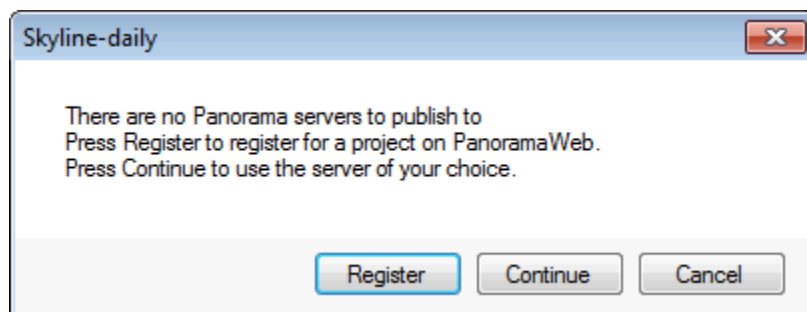 Skyline-daily
There are no Panorama servers to publish to
Press Register to register for a project on PanoramaWeb.
Press Continue to use the server of your choice.
Register Continue Cancel